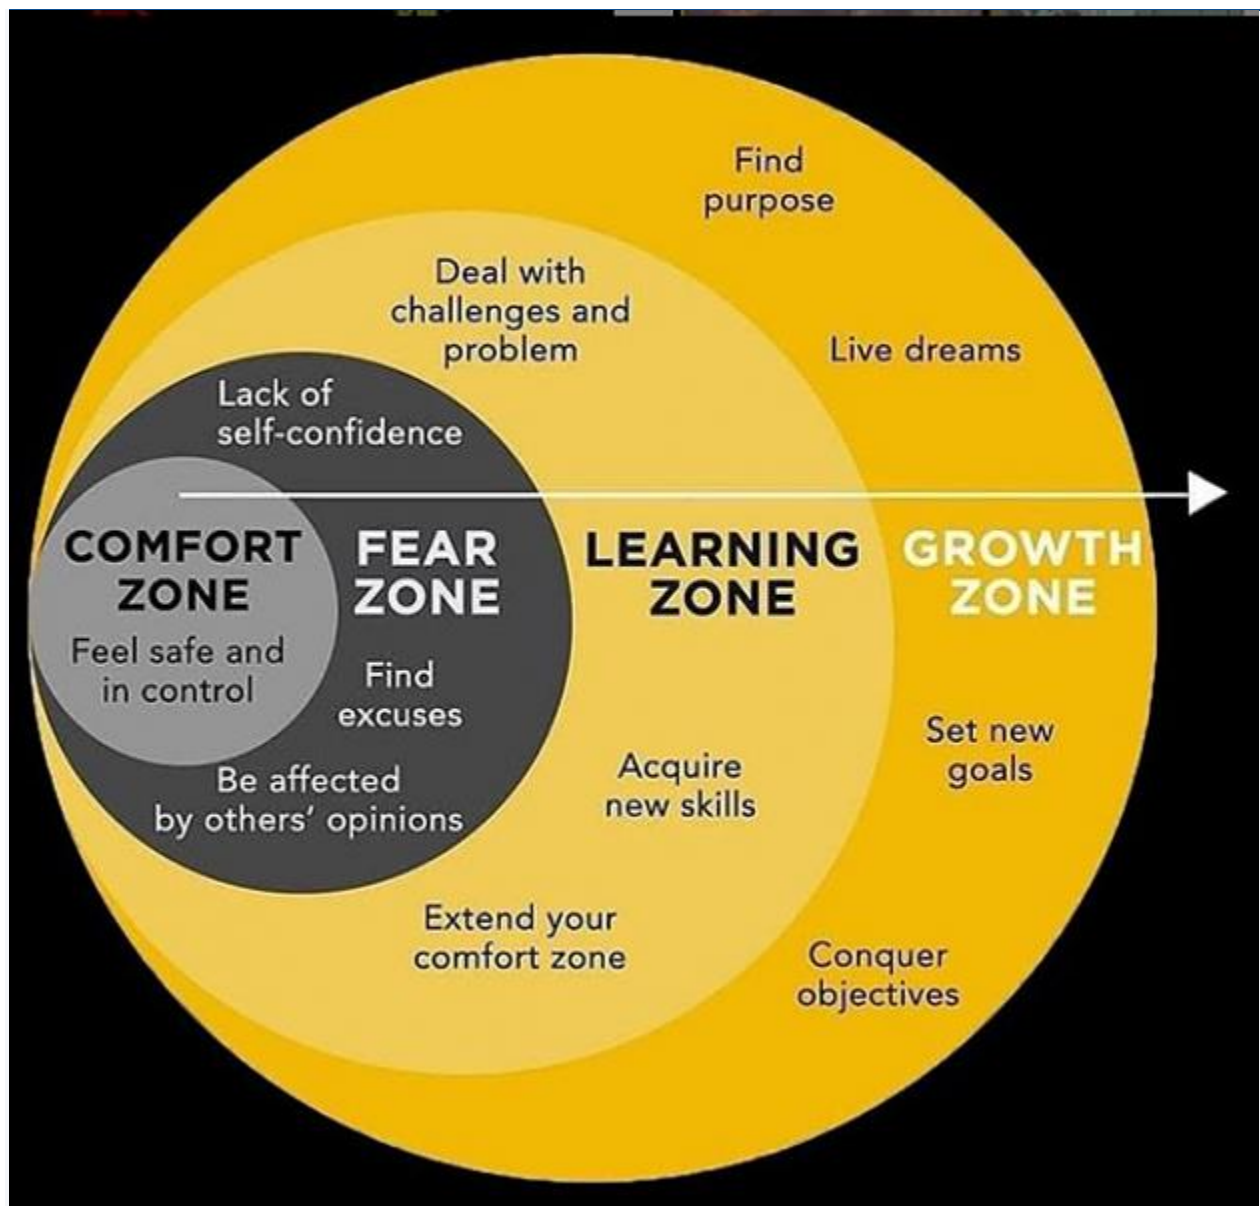 Find
purpose
Deal with
challenges and
problem
Live dreams
Lack of
self-confidence
COMFORT
ZONE
Feel safe and
in control
FEAR
ZONE
Find
excuses
Be affected
by others' opinions
LEARNING
ZONE
Acquire
new skills
Extend your
comfort zone
GROWTH
ZONE
Set new
goals
Conquer
objectives